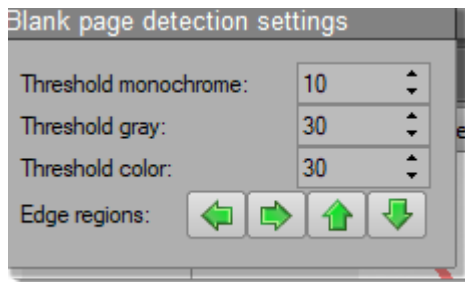 Blank page detection settings
Threshold monochrome: 10
Threshold gray: 30
Threshold color: 30
Edge regions: